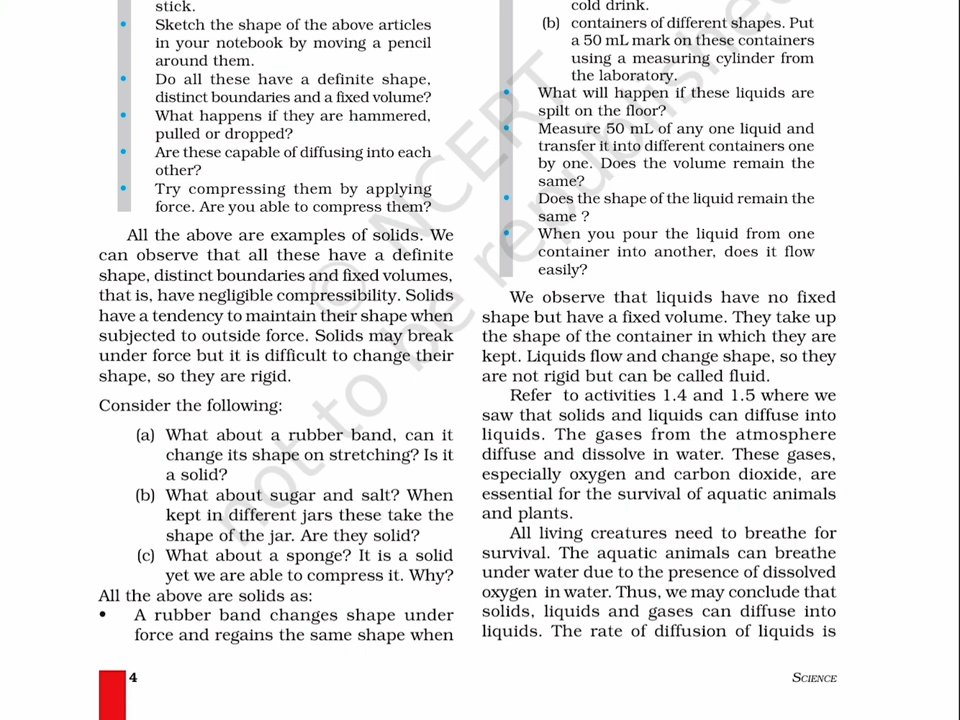 stick.
• Sketch the shape of the above articles
in your notebook by moving a pencil
around them.
• Do all these have a definite shape,
distinct boundaries and a fixed volume?
• What happens if they are hammered,
pulled or dropped?
• Are these capable of diffusing into each
other?
• Try compressing them by applying
force. Are you able to compress them?
All the above are examples of solids. We
can observe that all these have a definite
shape, distinct boundaries and fixed volumes,
that is, have negligible compressibility. Solids
have a tendency to maintain their shape when
subjected to outside force. Solids may break
under force but it is difficult to change their
shape, so they are rigid.
Consider the following:
(a) What about a rubber band, can it
change its shape on stretching? Is it
a solid?
(b) What about sugar and salt? When
kept in different jars these take the
shape of the jar. Are they solid?
(c) What about a sponge? It is a solid
yet we are able to compress it. Why?
All the above are solids as:
• A rubber band changes shape under
force and regains the same shape when
cold drink.
(b) containers of different shapes. Put
a 50 mL mark on these containers
using a measuring cylinder from
the laboratory.
• What will happen if these liquids are
spilt on the floor?
• Measure 50 mL of any one liquid and
transfer it into different containers one
by one. Does the volume remain the
same?
• Does the shape of the liquid remain the
same ?
• When you pour the liquid from one
container into another, does it flow
easily?
We observe that liquids have no fixed
shape but have a fixed volume. They take up
the shape of the container in which they are
kept. Liquids flow and change shape, so they
are not rigid but can be called fluid.
Refer to activities 1.4 and 1.5 where we
saw that solids and liquids can diffuse into
liquids. The gases from the atmosphere
diffuse and dissolve in water. These gases,
especially oxygen and carbon dioxide, are
essential for the survival of aquatic animals
and plants.
All living creatures need to breathe for
survival. The aquatic animals can breathe
under water due to the presence of dissolved
oxygen in water. Thus, we may conclude that
solids, liquids and gases can diffuse into
liquids. The rate of diffusion of liquids is
4
SCIENCE
© NCERT
not to be republished